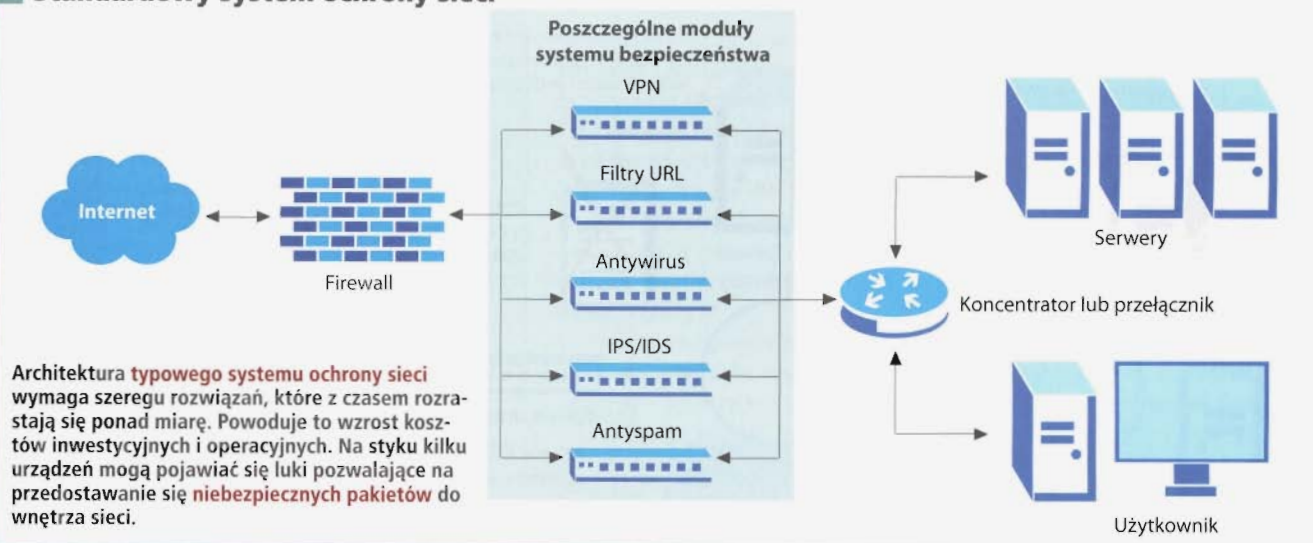 Poszczególne moduły
systemu bezpieczeństwa
VPN
Filtry URL
Internet
Serwery
Antywirus
Firewall
Koncentrator lub przełącznik
IPS/IDS
Antyspam
Architektura typowego systemu ochrony sieci
wymaga szeregu rozwiązań, które z czasem rozra-
stają się ponad miarę. Powoduje to wzrost kosz-
tów inwestycyjnych i operacyjnych. Na styku kilku
urządzeń mogą pojawiać się luki pozwalające na
przedostawanie się niebezpiecznych pakietów do
wnętrza sieci.
Użytkownik